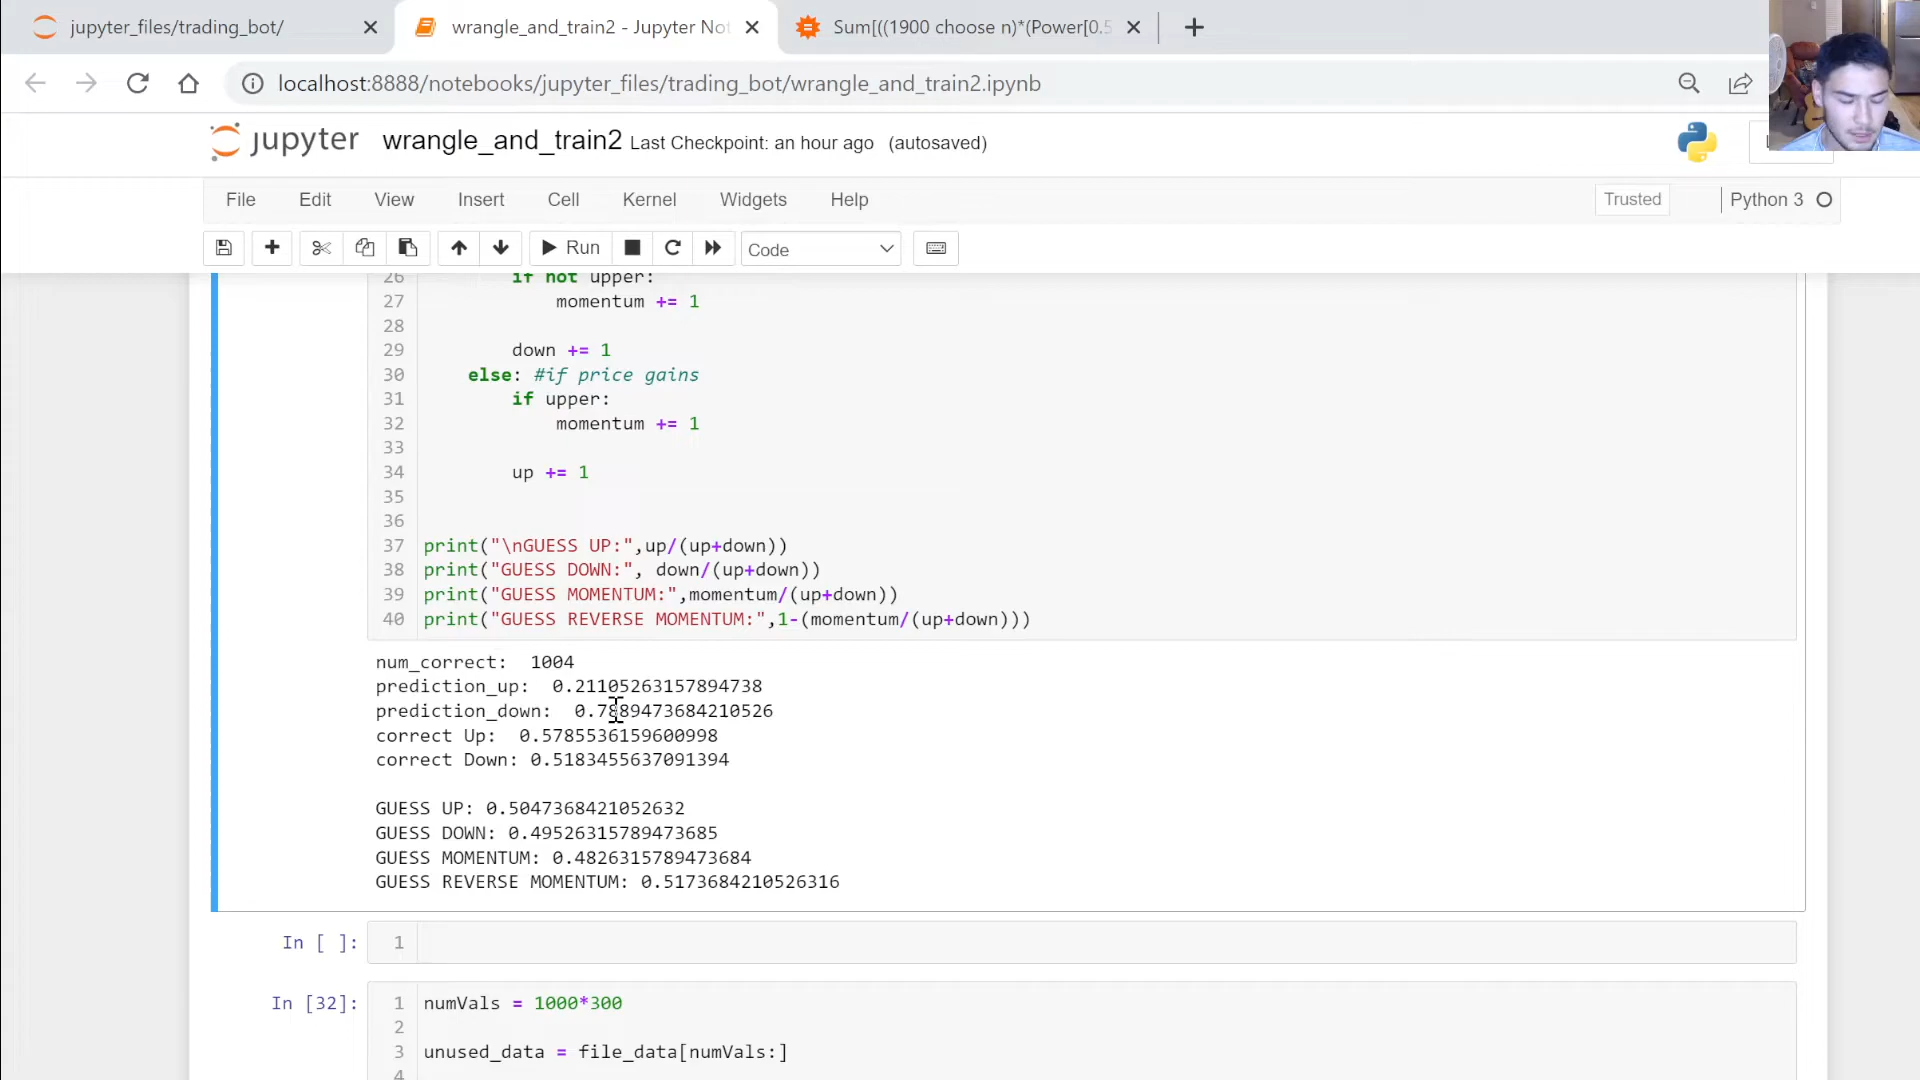 jupyter_files/trading_bot/
wrangle_and_train2 - Jupyter Not
Sum[((1900 choose n)*(Power[0.5
localhost:8888/notebooks/jupyter_files/trading_bot/wrangle_and_train2.ipynb
jupyter wrangle_and_train2 Last Checkpoint: an hour ago (autosaved)
File Edit View Insert Cell Kernel Widgets Help Trusted Python 3
Run Code
26 if not upper:
27 momentum += 1
28
29 down += 1
30 else: #if price gains
31 if upper:
32 momentum += 1
33
34 up += 1
35
36
37 print("\nGUESS UP:",up/(up+down))
38 print("GUESS DOWN:", down/(up+down))
39 print("GUESS MOMENTUM:",momentum/(up+down))
40 print("GUESS REVERSE MOMENTUM:",1-(momentum/(up+down)))
num_correct: 1004
prediction_up: 0.21105263157894738
prediction_down: 0.7889473684210526
correct Up: 0.5785536159600998
correct Down: 0.5183455637091394
GUESS UP: 0.5047368421052632
GUESS DOWN: 0.49526315789473685
GUESS MOMENTUM: 0.4826315789473684
GUESS REVERSE MOMENTUM: 0.5173684210526316
In [ ]: 1
In [32]: 1 numVals = 1000*300
2
3 unused_data = file_data[numVals:]
4